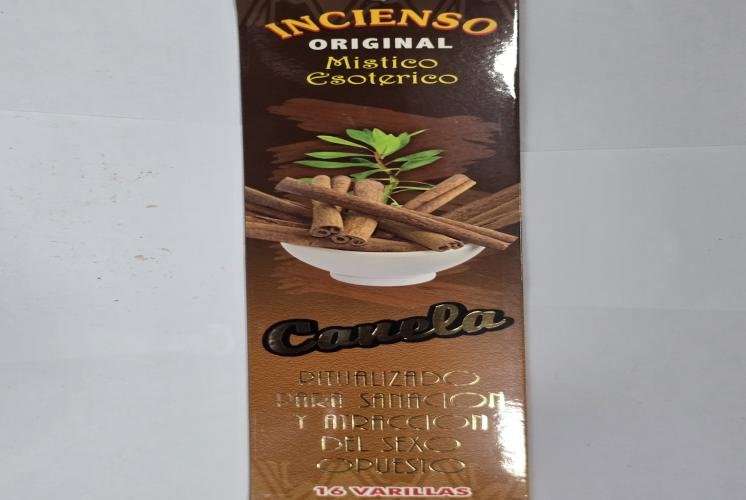 INCIENSO
ORIGINAL
Mistico
Esoterico
Canela
RITUALIZADO
PARA SANACION
Y ATRACCION
DEL SEXO
OPUESTO
16 VARILLAS